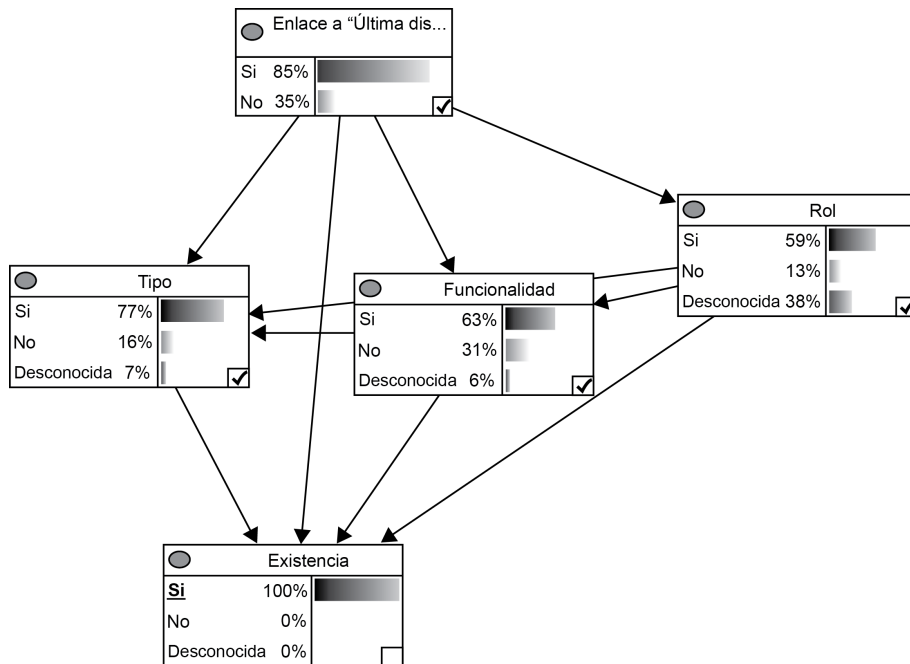 Enlace a “Última dis...
Si 85%
No 35%
Rol
Si 59%
No 13%
Desconocida 38%
Tipo
Si 77%
No 16%
Desconocida 7%
Funcionalidad
Si 63%
No 31%
Desconocida 6%
Existencia
Si 100%
No 0%
Desconocida 0%